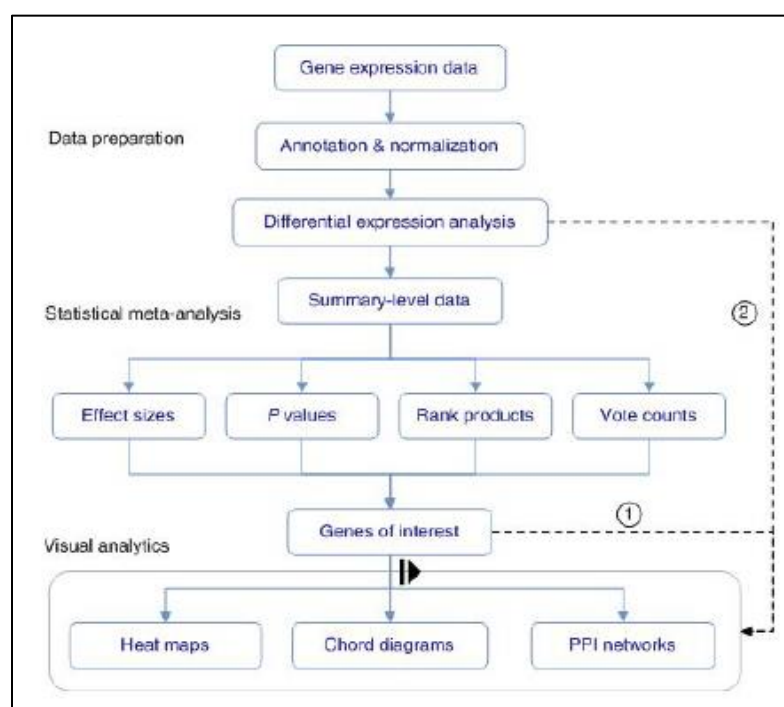 Gene expression data
Data preparation
Annotation & normalization
Differential expression analysis
Summary-level data
Statistical meta-analysis
2
Effect sizes
P values
Rank products
Vote counts
1
Genes of interest
Visual analytics
Heat maps
Chord diagrams
PPI networks